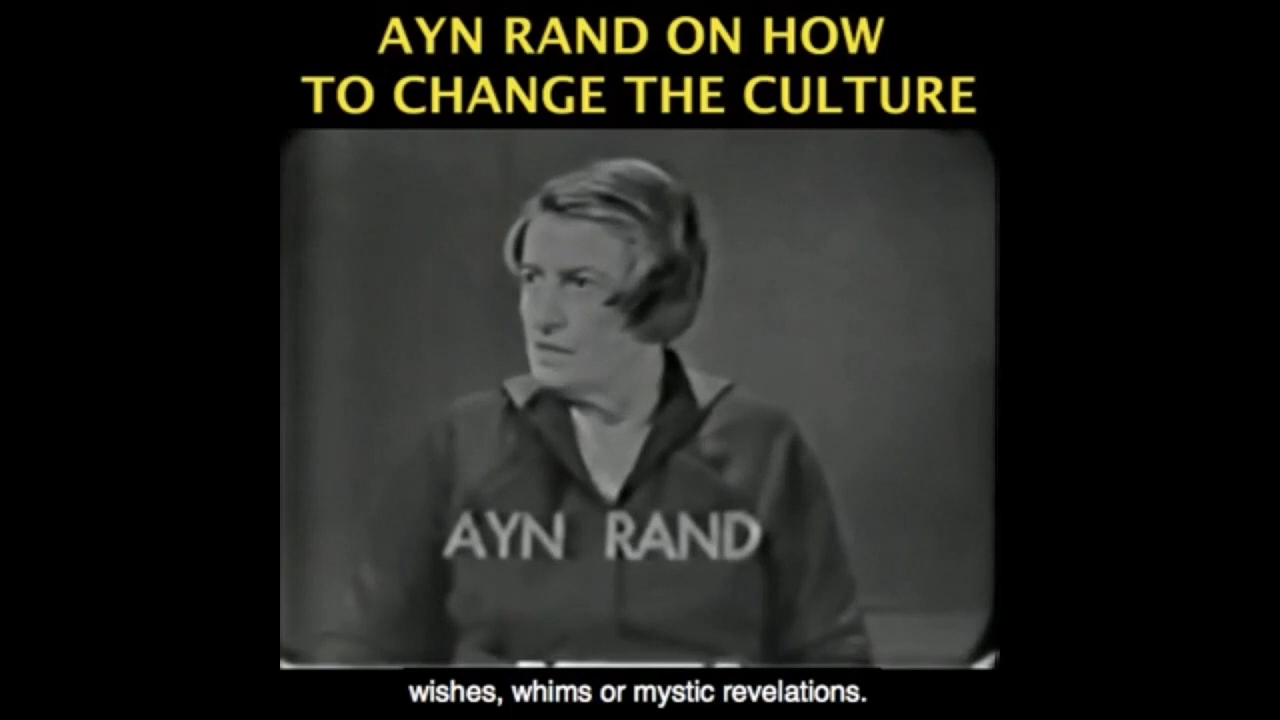 AYN RAND ON HOW
TO CHANGE THE CULTURE
AYN RAND
wishes, whims or mystic revelations.